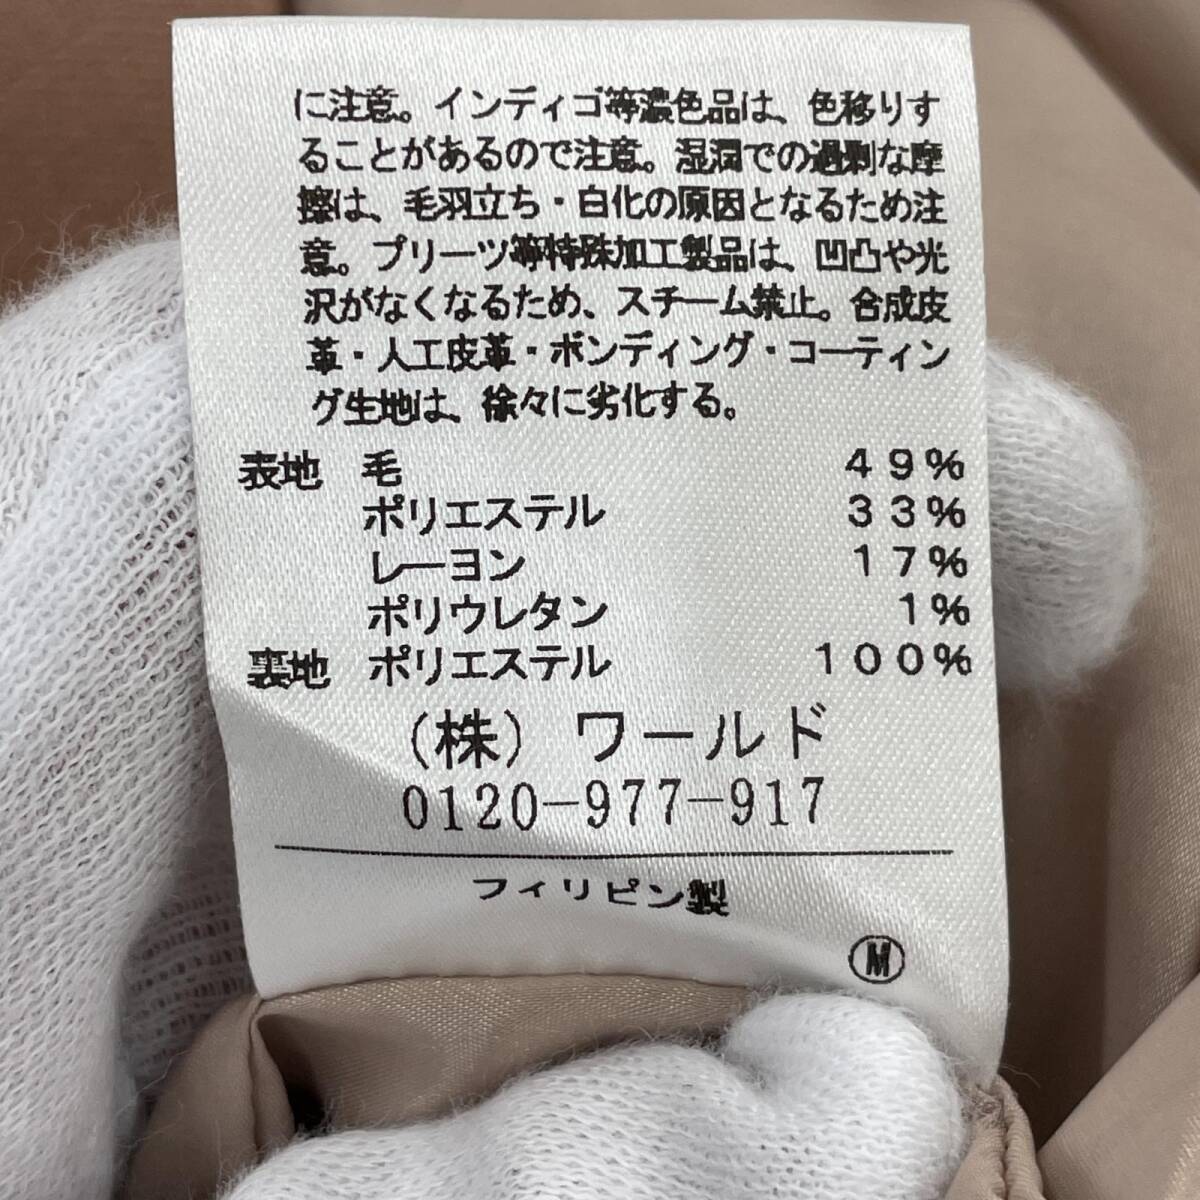 に注意。インディゴ等濃色品は、色移りす
ることがあるので注意。湿潤での過剰な摩
擦は、毛羽立ち・白化の原因となるため注
意。プリーツ等特殊加工製品は、凹凸や光
沢がなくなるため、スチーム禁止。合成皮
革・人工皮革・ボンディング・コーティン
グ生地は、徐々に劣化する。
表地 毛 49%
ポリエステル 33%
レーヨン 17%
ポリウレタン 1%
裏地 ポリエステル 100%
(株)ワールド
0120-977-917
フィリピン製
Ⓜ